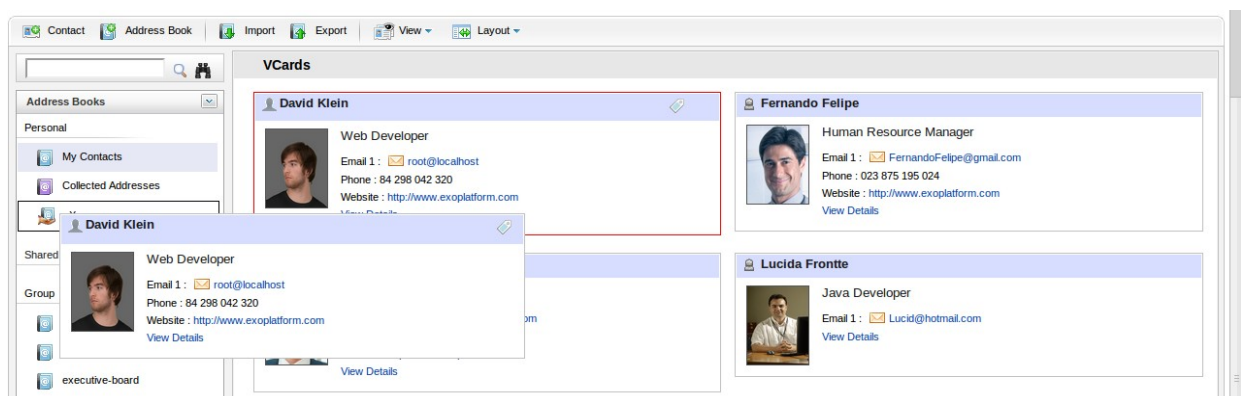 Contact Address Book Import Export View Layout
VCards
Address Books
Personal
My Contacts
Collected Addresses
Shared
Group
executive-board
David Klein
Web Developer
Email 1 : root@localhost
Phone : 84 298 042 320
Website : http://www.exoplatform.com
View Details
Fernando Felipe
Human Resource Manager
Email 1 : FernandoFelipe@gmail.com
Phone : 023 875 195 024
Website : http://www.exoplatform.com
View Details
David Klein
Web Developer
Email 1 : root@localhost
Phone : 84 298 042 320
Website : http://www.exoplatform.com
View Details
om
View Details
Lucida Frontte
Java Developer
Email 1 : Lucid@hotmail.com
View Details